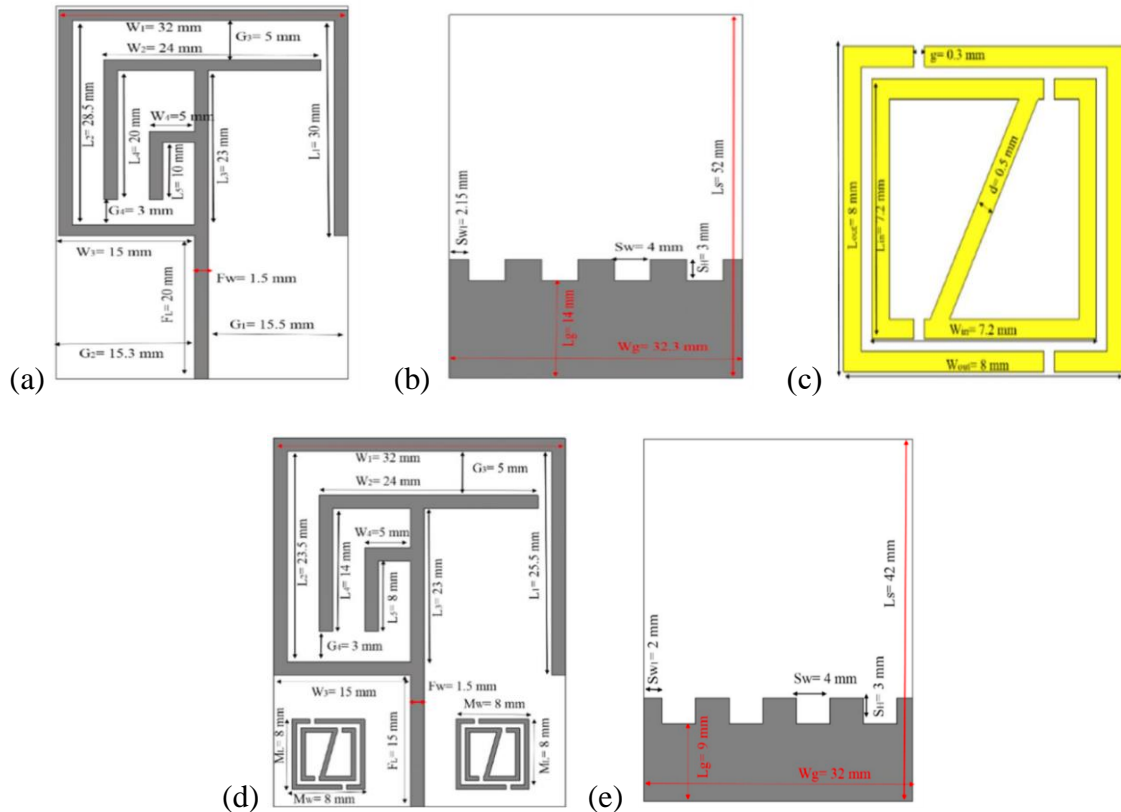 W1= 32 mm
G3= 5 mm
W2= 24 mm
L2= 28.5 mm
L4= 20 mm
W4=5 mm
L5= 10 mm
L3= 23 mm
L1= 30 mm
G4= 3 mm
W3= 15 mm
Fw= 1.5 mm
FL= 20 mm
G1= 15.5 mm
G2= 15.3 mm
(a)
Ls= 52 mm
Sw1= 2.15 mm
Sw= 4 mm
SH= 3 mm
Lg= 14 mm
Wg= 32.3 mm
(b)
g= 0.3 mm
Lout= 8 mm
Lin= 7.2 mm
d= 0.5 mm
Win= 7.2 mm
Wout= 8 mm
(c)
W1= 32 mm
G3= 5 mm
W2= 24 mm
L2= 23.5 mm
L4= 14 mm
W4=5 mm
L5= 8 mm
L3= 23 mm
L1= 25.5 mm
G4= 3 mm
W3= 15 mm
Fw= 1.5 mm
Mw= 8 mm
ML= 8 mm
FL= 15 mm
ML= 8 mm
Mw= 8 mm
(d)
Ls= 42 mm
Sw1= 2 mm
Sw= 4 mm
SH= 3 mm
Lg= 9 mm
Wg= 32 mm
(e)